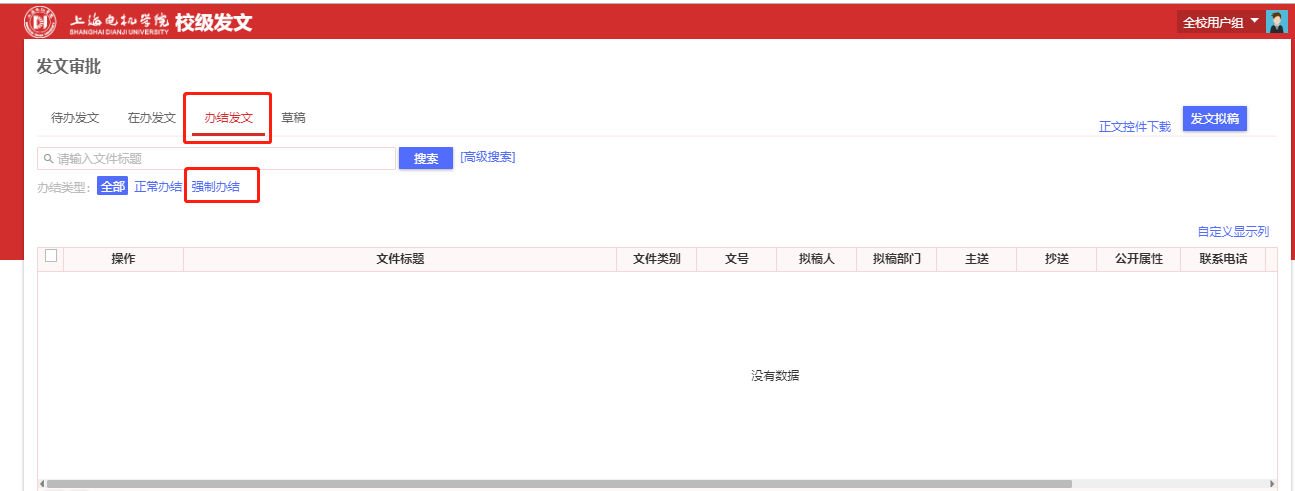 上海电机学院 校级发文 全校用户组
SHANGHAI DIANJI UNIVERSITY
发文审批
待办发文 在办发文 办结发文 草稿 正文控件下载 发文拟稿
请输入文件标题 搜索 [高级搜索]
办结类型: 全部 正常办结 强制办结
自定义显示列
操作 文件标题 文件类别 文号 拟稿人 拟稿部门 主送 抄送 公开属性 联系电话
没有数据